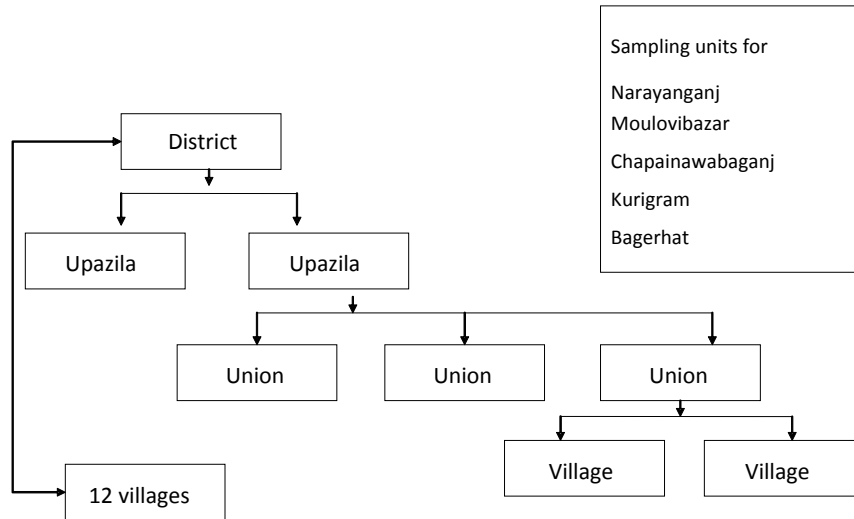 Sampling units for
Narayanganj
Moulovibazar
Chapainawabaganj
Kurigram
Bagerhat
District
Upazila
Upazila
Union
Union
Union
Village
Village
12 villages